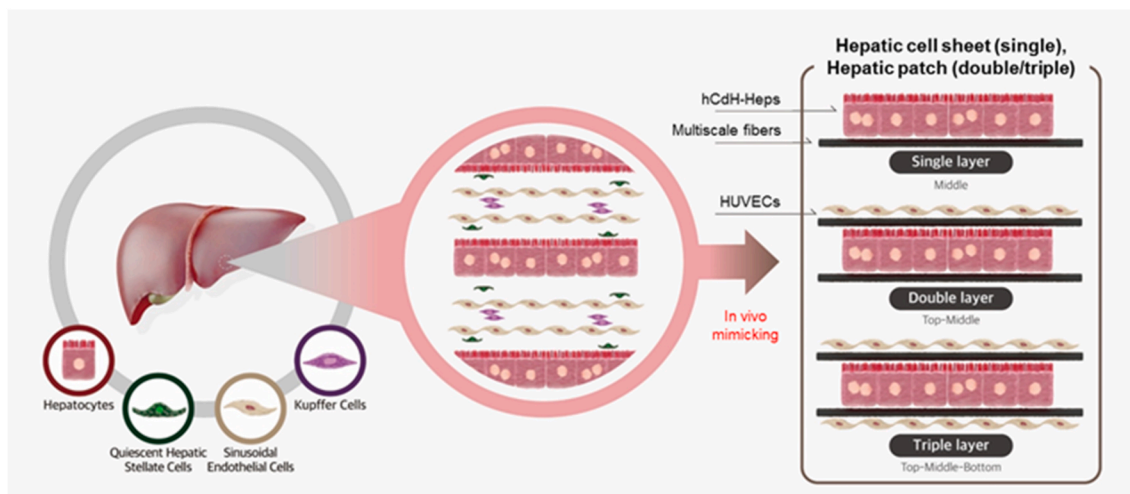 Hepatic cell sheet (single),
Hepatic patch (double/triple)
hCdH-Heps
Multiscale fibers
Single layer
Middle
HUVECs
Double layer
Top-Middle
In vivo
mimicking
Triple layer
Top-Middle-Bottom
Hepatocytes
Quiescent Hepatic
Stellate Cells
Sinusoidal
Endothelial Cells
Kupffer Cells